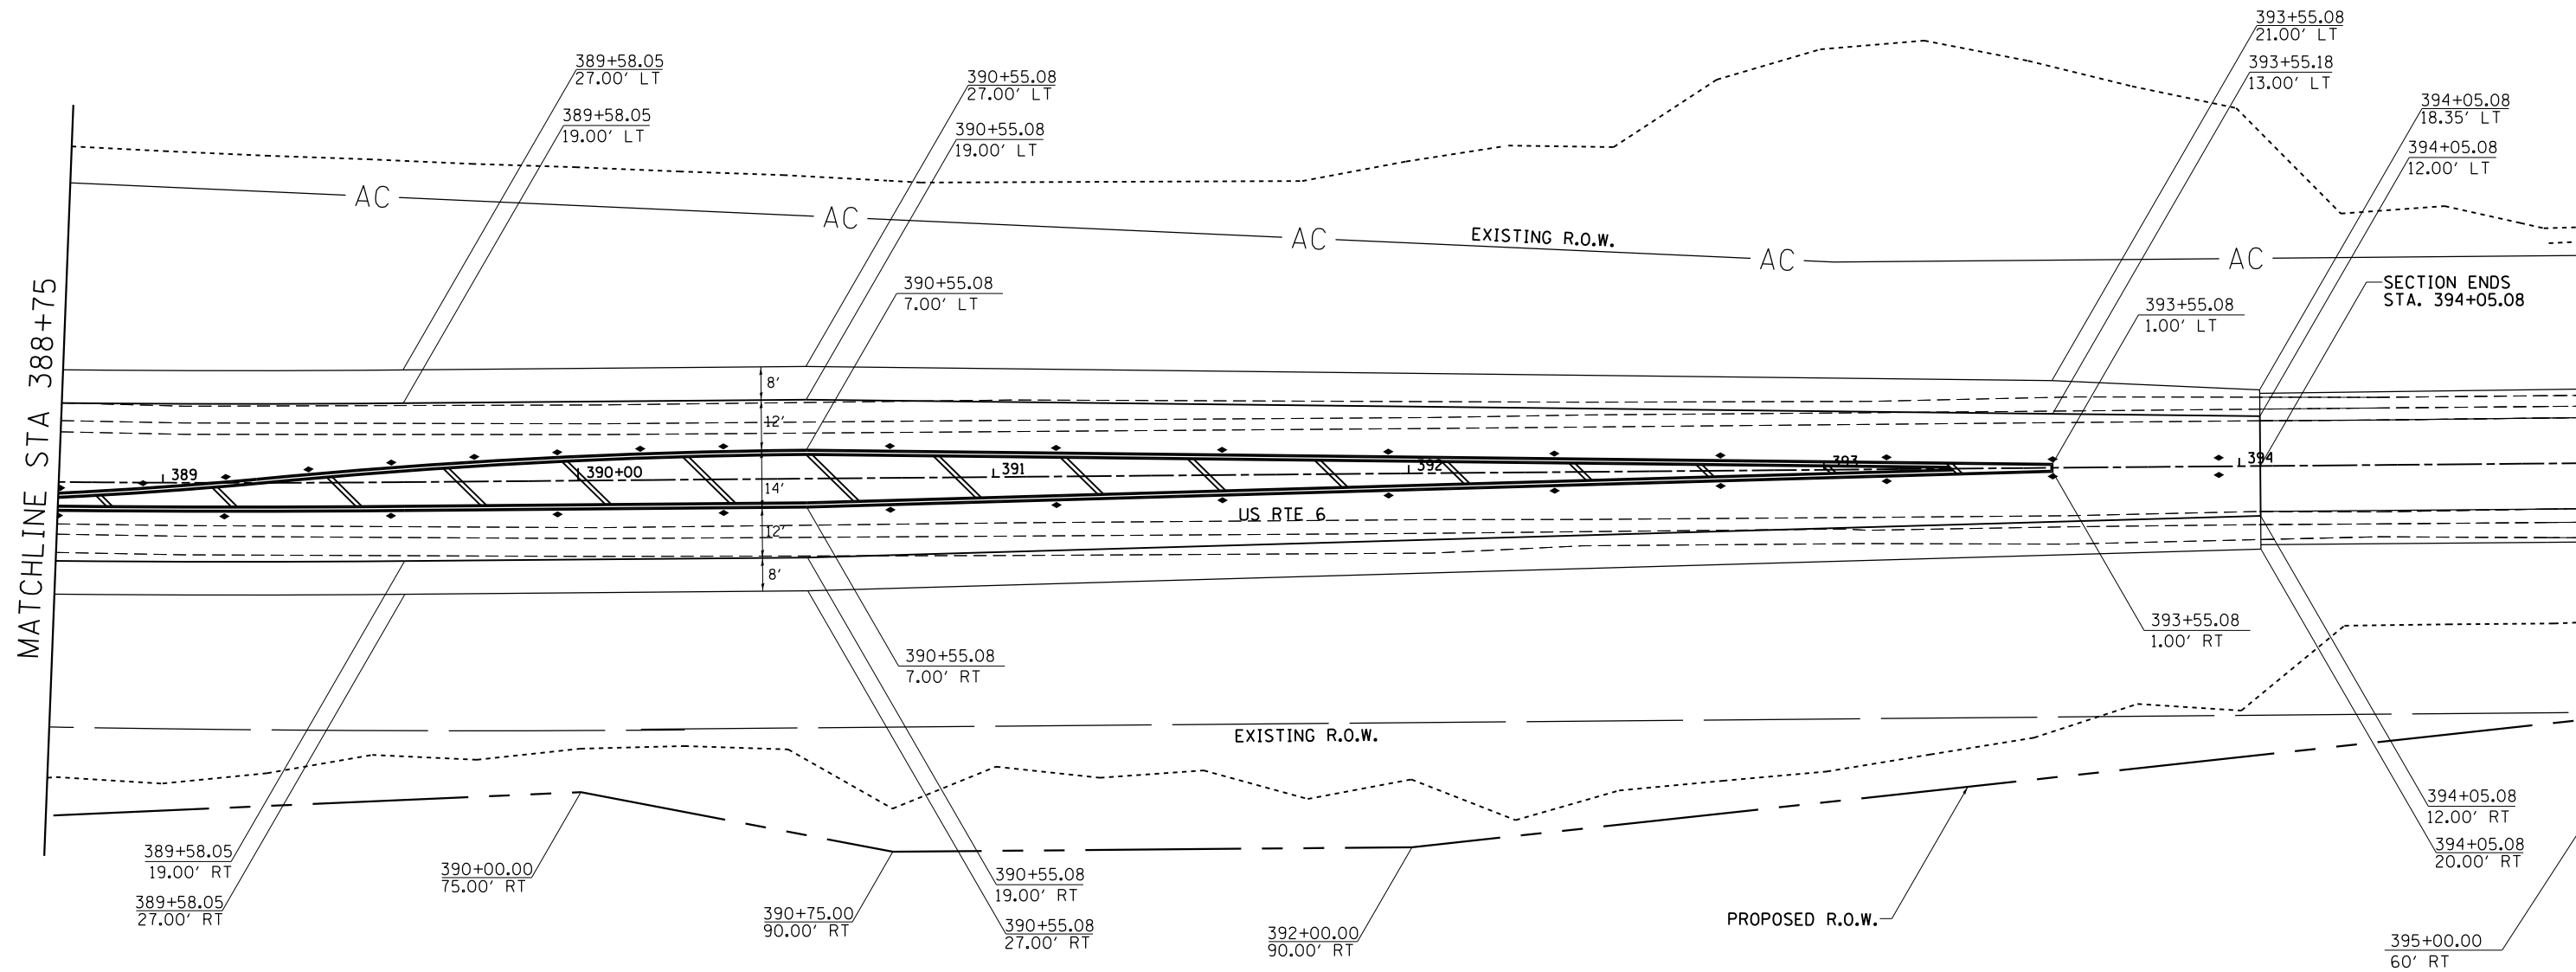 393+55.08
21.00' LT
389+58.05
27.00' LT
390+55.08
27.00' LT
393+55.18
13.00' LT
389+58.05
19.00' LT
390+55.08
19.00' LT
394+05.08
18.35' LT
394+05.08
12.00' LT
AC
AC
AC
EXISTING R.O.W.
AC
AC
390+55.08
7.00' LT
SECTION ENDS
STA. 394+05.08
393+55.08
1.00' LT
MATCHLINE STA 388+75
8'
12'
389
390+00
391
392
393
394
14'
US RTE 6
12'
8'
393+55.08
1.00' RT
390+55.08
7.00' RT
EXISTING R.O.W.
394+05.08
12.00' RT
389+58.05
19.00' RT
390+00.00
75.00' RT
390+55.08
19.00' RT
394+05.08
20.00' RT
389+58.05
27.00' RT
390+75.00
90.00' RT
390+55.08
27.00' RT
392+00.00
90.00' RT
PROPOSED R.O.W.
395+00.00
60' RT